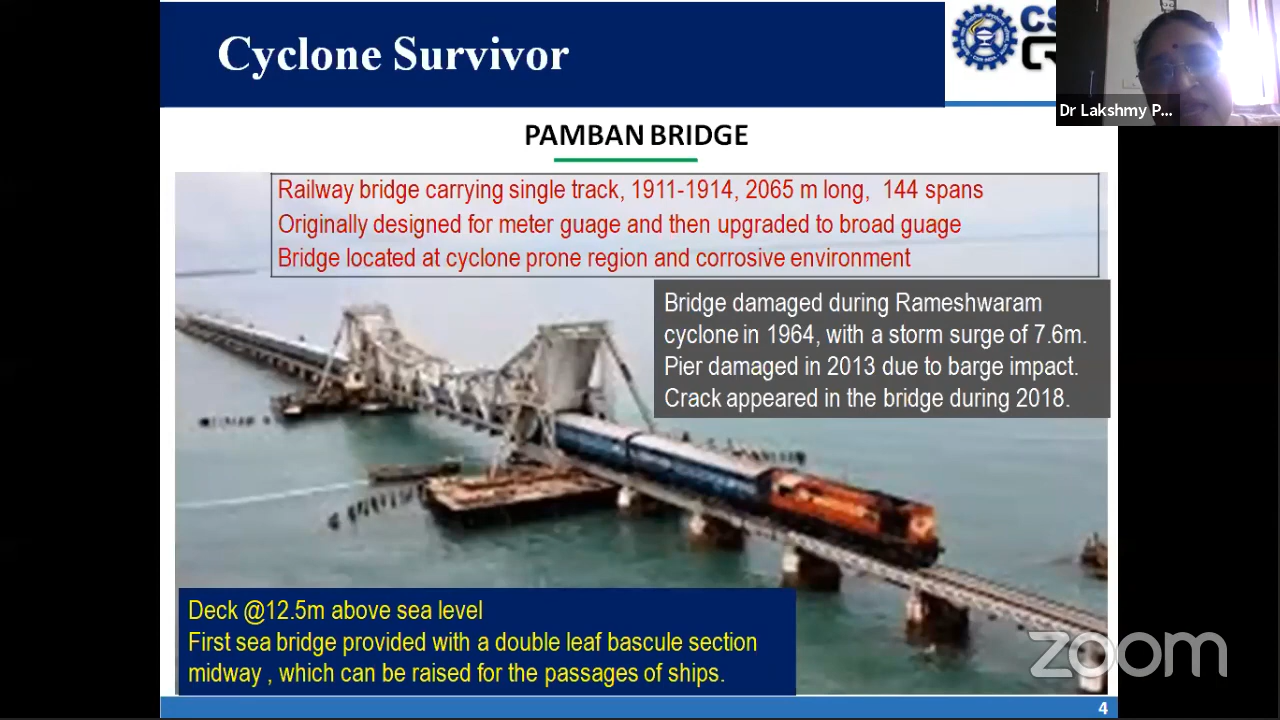 Cyclone Survivor
CS
Dr Lakshmy P...
PAMBAN BRIDGE
Railway bridge carrying single track, 1911-1914, 2065 m long, 144 spans
Originally designed for meter guage and then upgraded to broad guage
Bridge located at cyclone prone region and corrosive environment
Bridge damaged during Rameshwaram
cyclone in 1964, with a storm surge of 7.6m.
Pier damaged in 2013 due to barge impact.
Crack appeared in the bridge during 2018.
Deck @12.5m above sea level
First sea bridge provided with a double leaf bascule section
midway , which can be raised for the passages of ships.
zoom
4